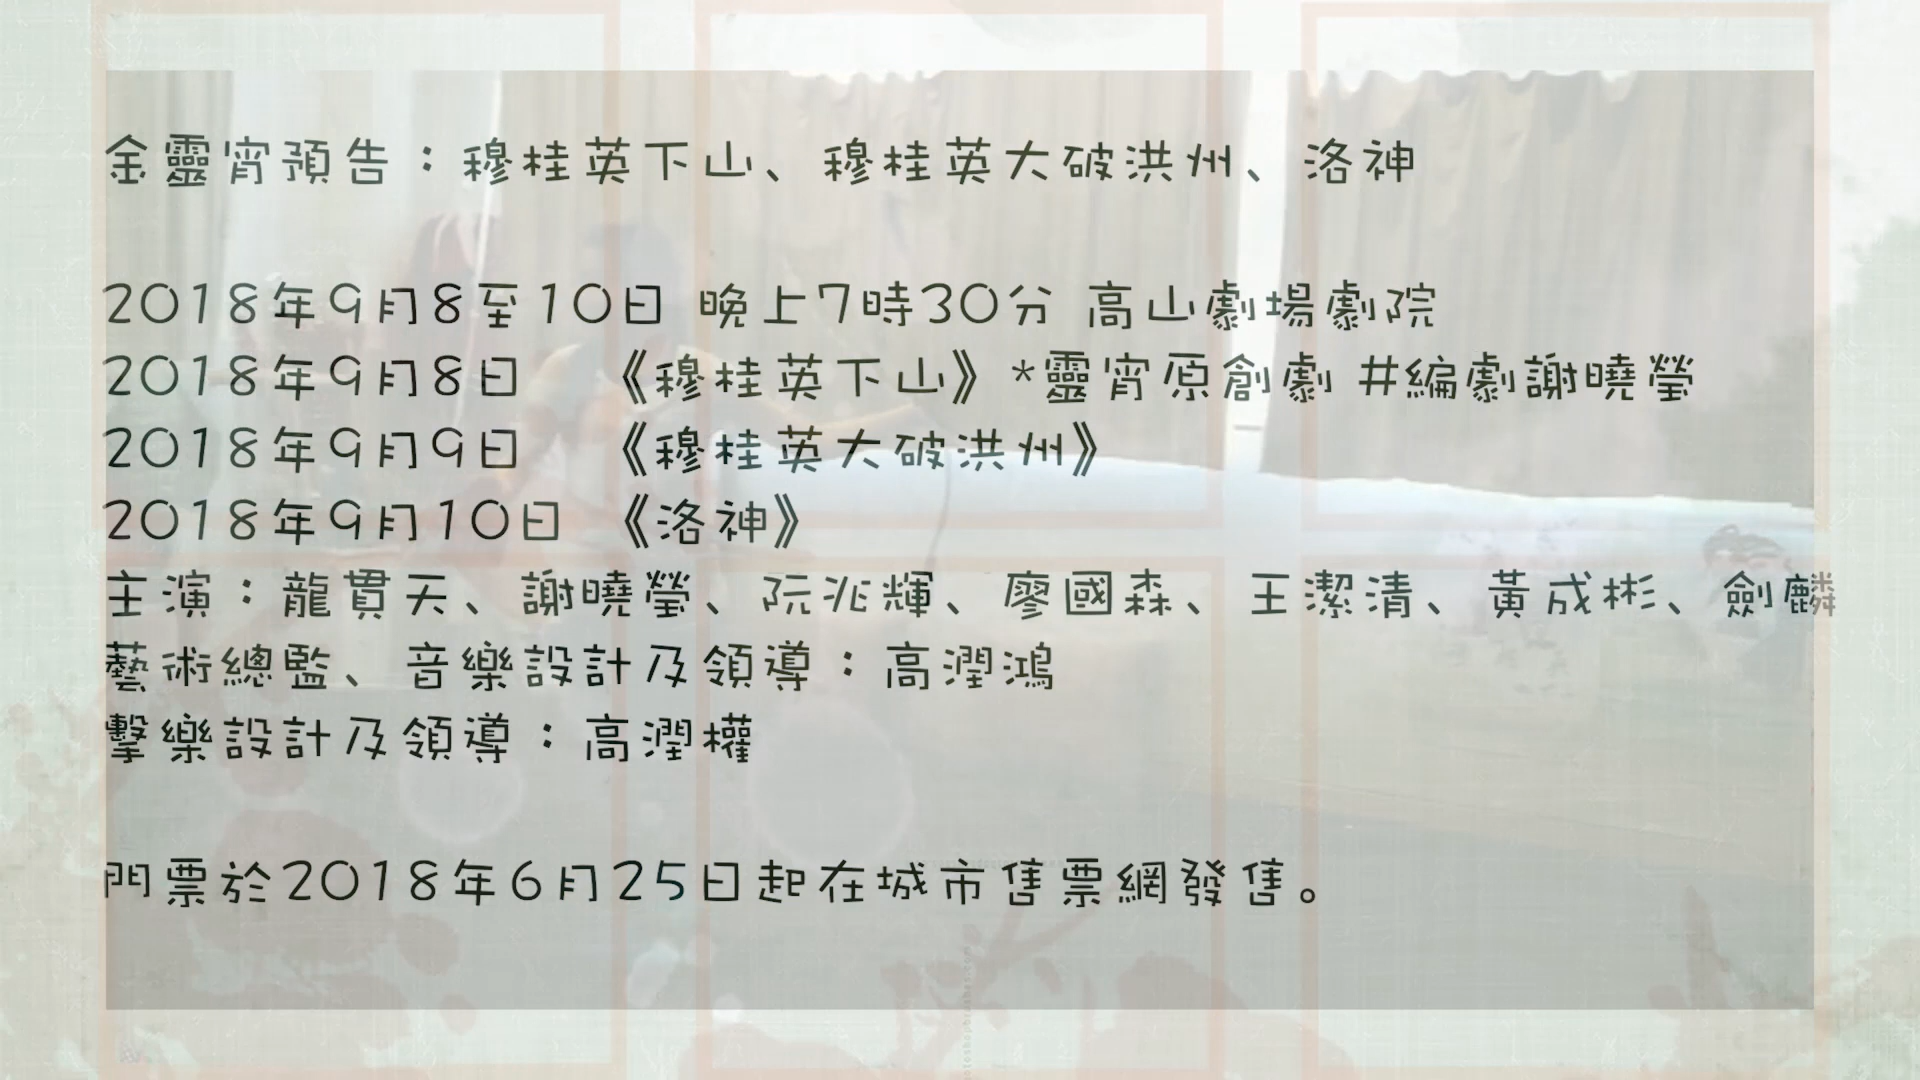 金靈宵預告：穆桂英下山、穆桂英大破洪州、洛神
2018年9月8至10日 晚上7時30分 高山劇場劇院
2018年9月8日 《穆桂英下山》*靈宵原創劇 #編劇謝曉瑩
2018年9月9日 《穆桂英大破洪州》
2018年9月10日 《洛神》
主演：龍貫天、謝曉瑩、阮兆輝、廖國森、王潔清、黃成彬、劍麟
藝術總監、音樂設計及領導：高潤鴻
擊樂設計及領導：高潤權
門票於2018年6月25日起在城市售票網發售。